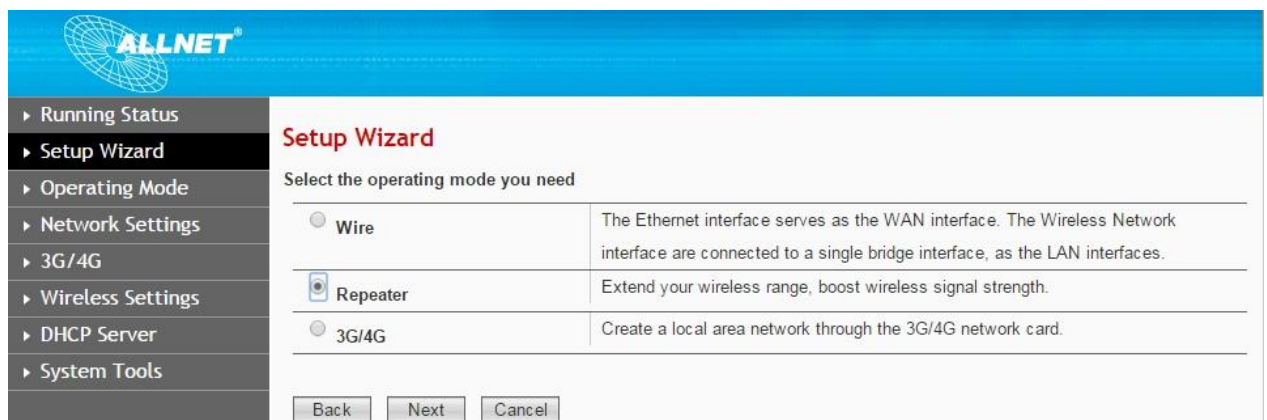 ALLNET®
Running Status
Setup Wizard
Operating Mode
Network Settings
3G/4G
Wireless Settings
DHCP Server
System Tools
Setup Wizard
Select the operating mode you need
Wire
The Ethernet interface serves as the WAN interface. The Wireless Network
interface are connected to a single bridge interface, as the LAN interfaces.
Repeater
Extend your wireless range, boost wireless signal strength.
3G/4G
Create a local area network through the 3G/4G network card.
Back Next Cancel